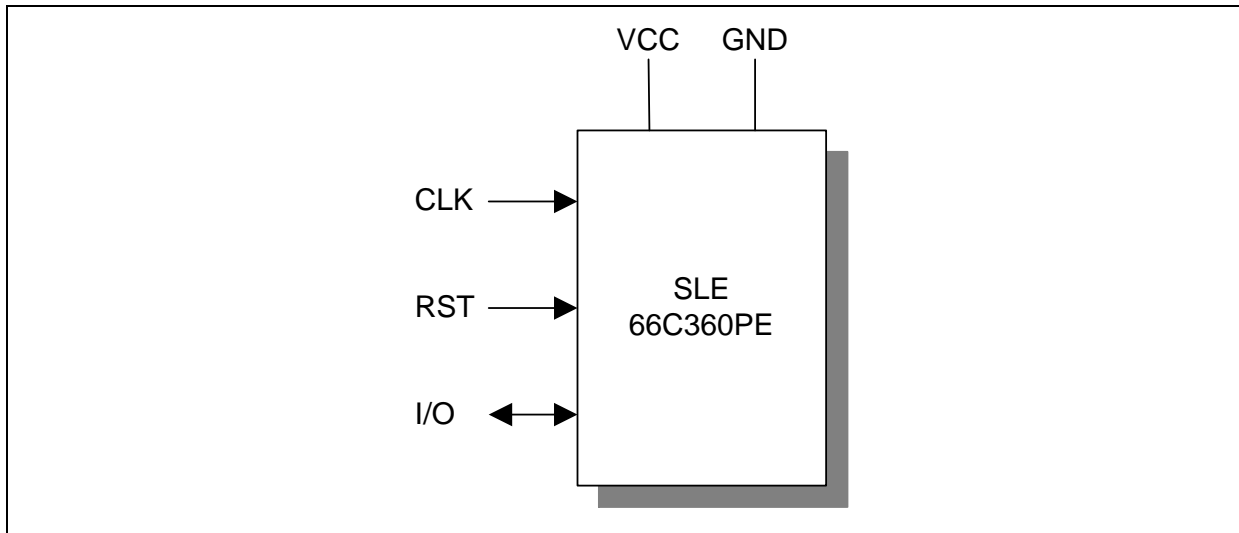 VCC GND
CLK
RST
SLE
66C360PE
I/O